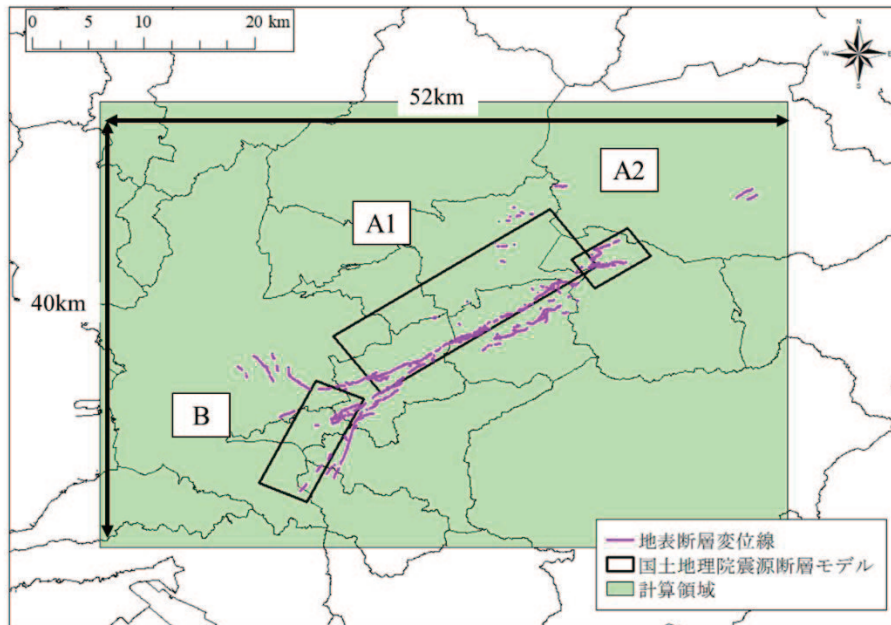 0 5 10 20 km
N
W E
S
52km
A2
A1
40km
B
地表断層変位線
国土地理院震源断層モデル
計算領域